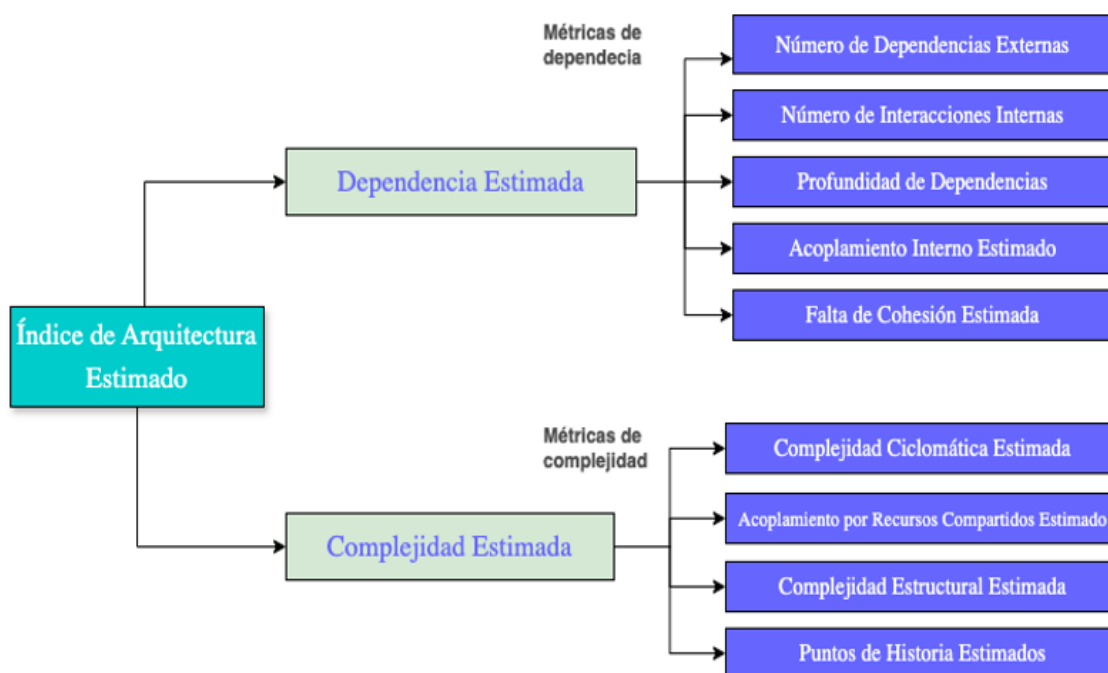 Métricas de
dependecia
Número de Dependencias Externas
Número de Interacciones Internas
Dependencia Estimada
Profundidad de Dependencias
Acoplamiento Interno Estimado
Falta de Cohesión Estimada
Índice de Arquitectura
Estimado
Métricas de
complejidad
Complejidad Ciclomática Estimada
Acoplamiento por Recursos Compartidos Estimado
Complejidad Estimada
Complejidad Estructural Estimada
Puntos de Historia Estimados